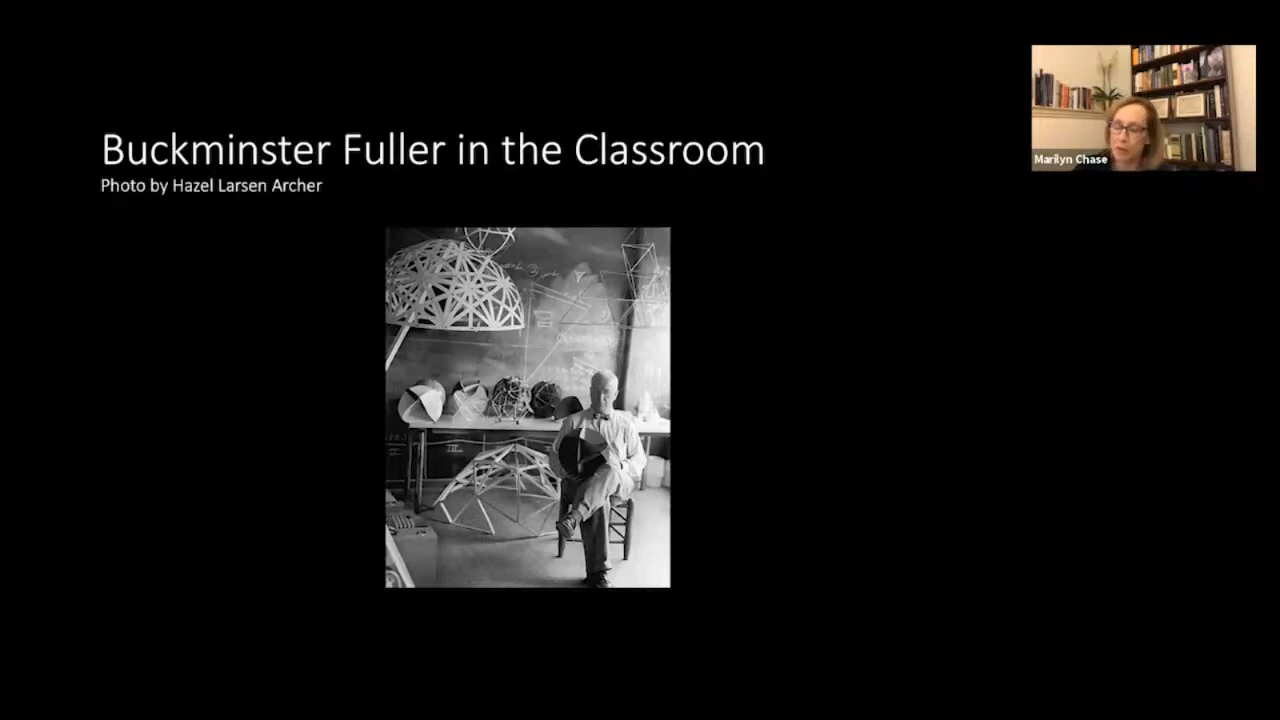 Buckminster Fuller in the Classroom
Photo by Hazel Larsen Archer
Marilyn Chase